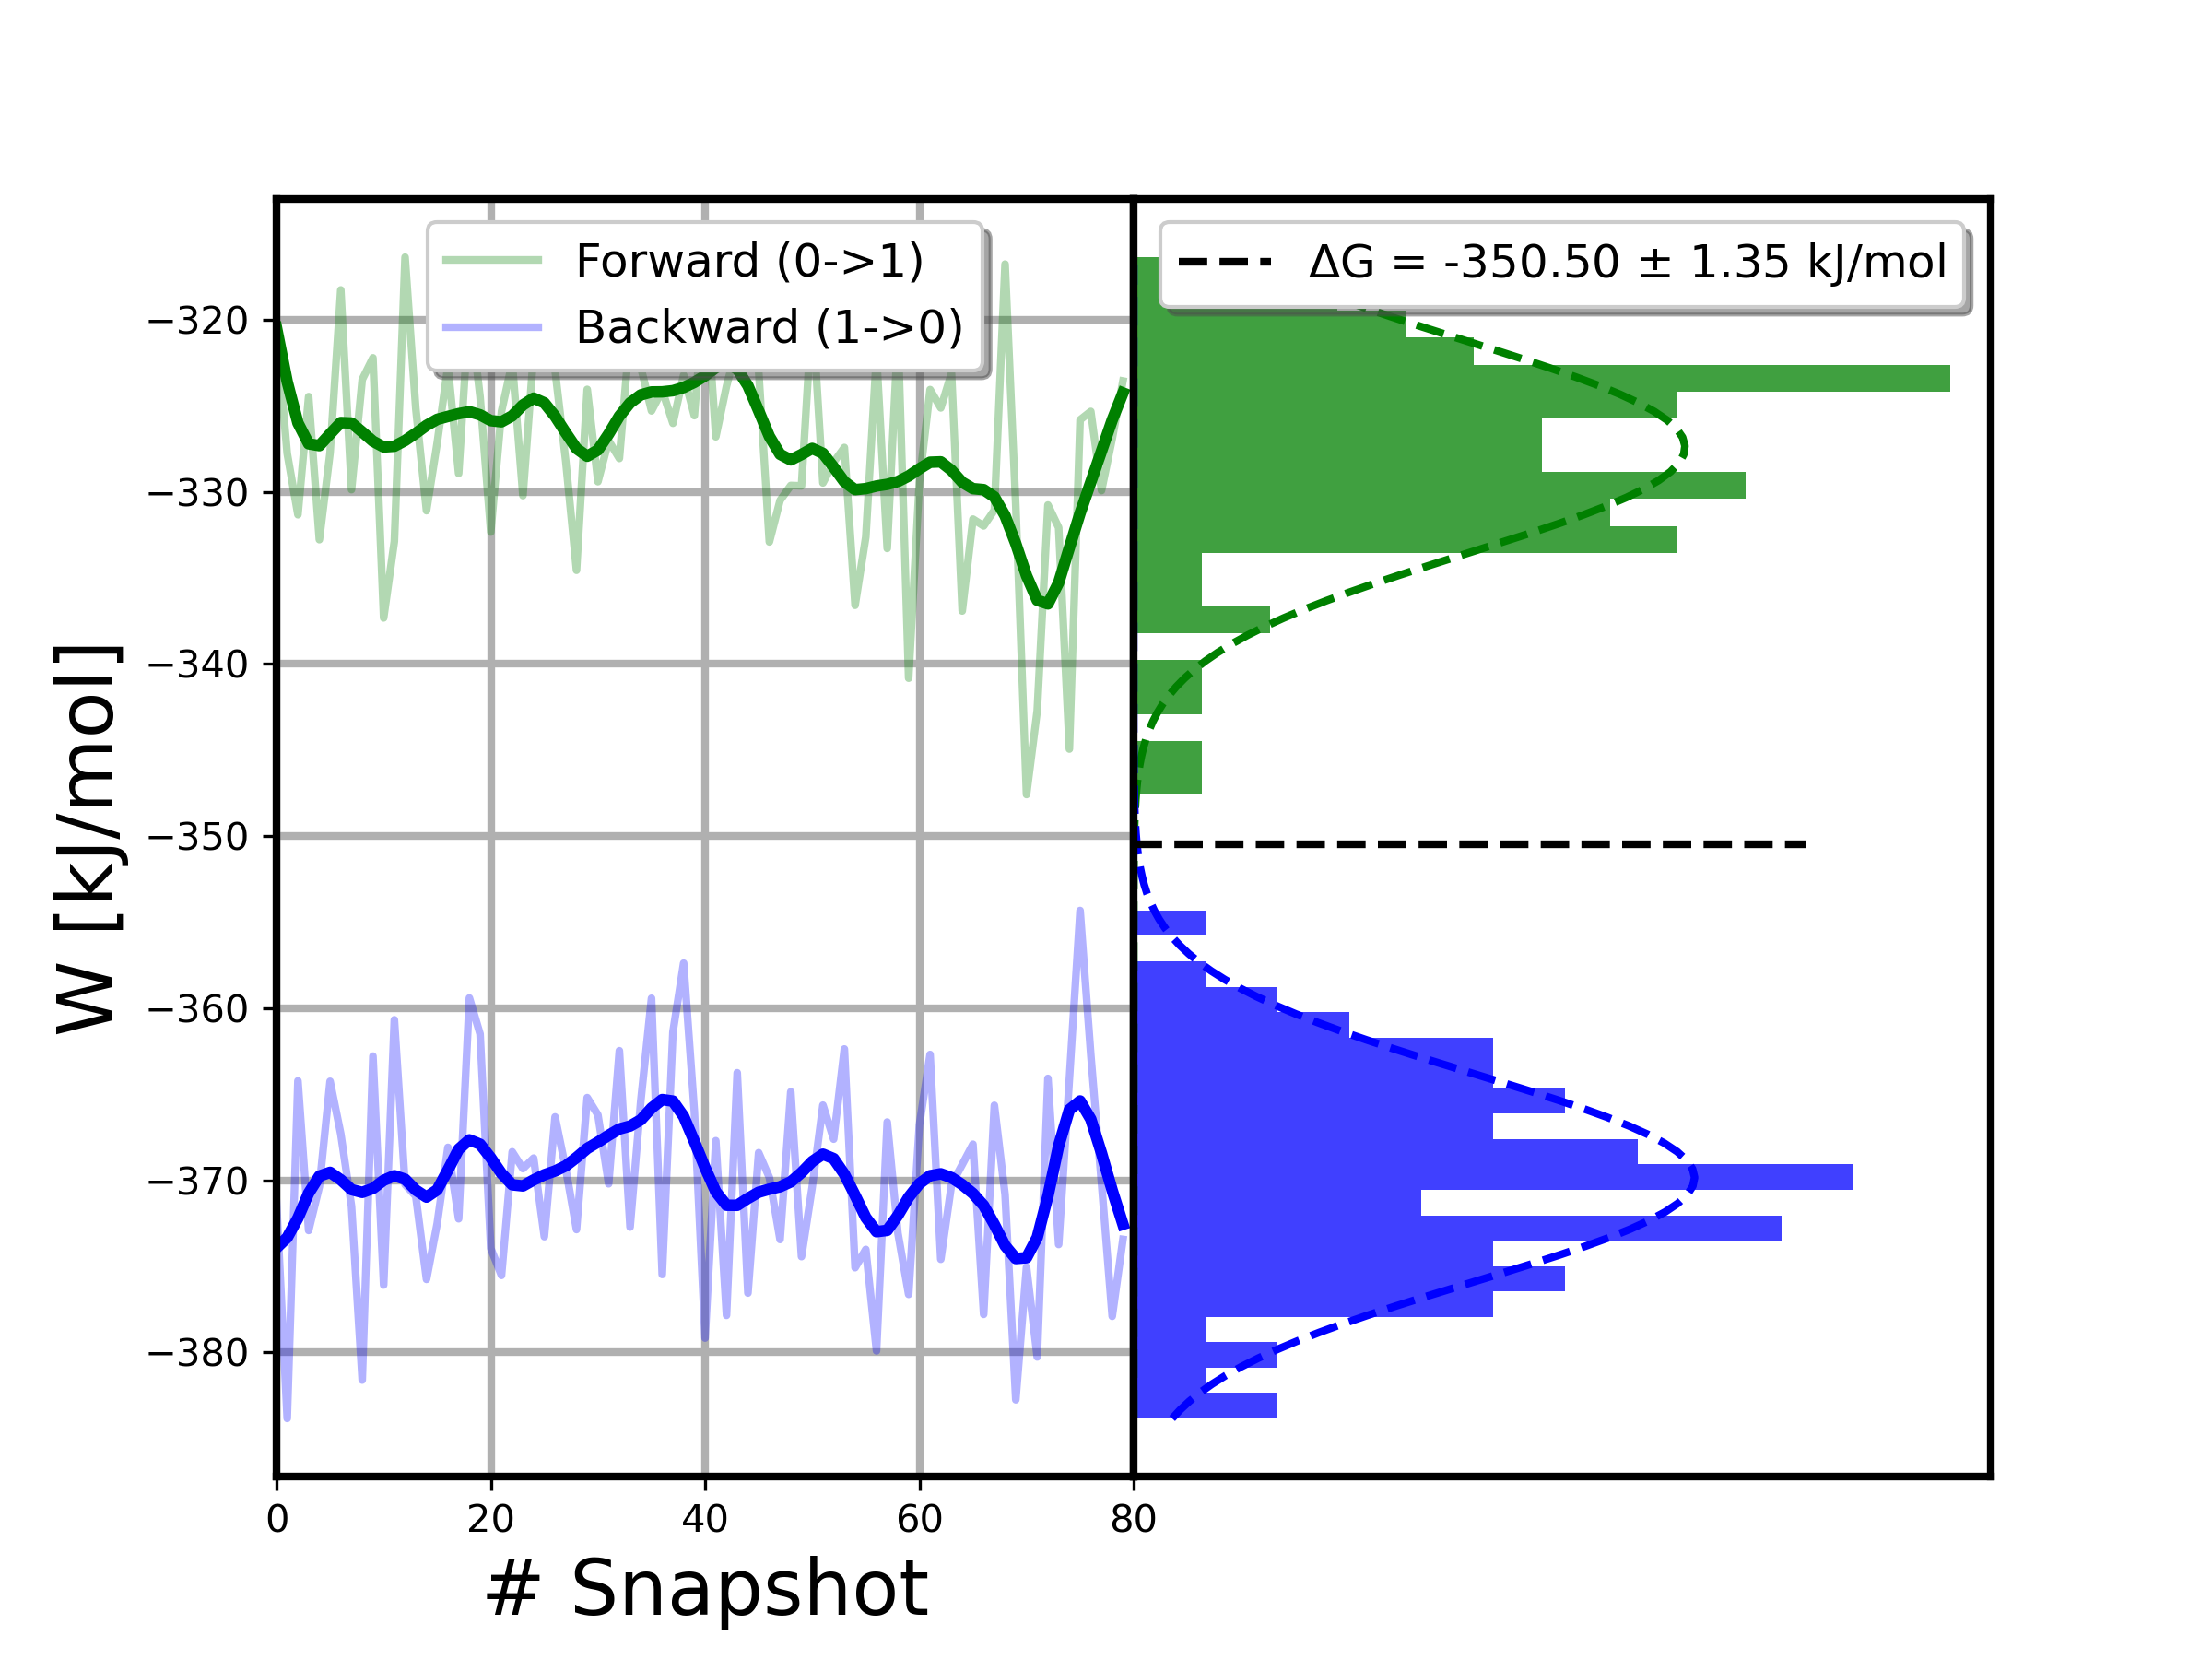 Forward (0->1)
Backward (1->0)
ΔG = -350.50 ± 1.35 kJ/mol
−320
−330
−340
−350
−360
−370
−380
W [kJ/mol]
0 20 40 60 80
# Snapshot